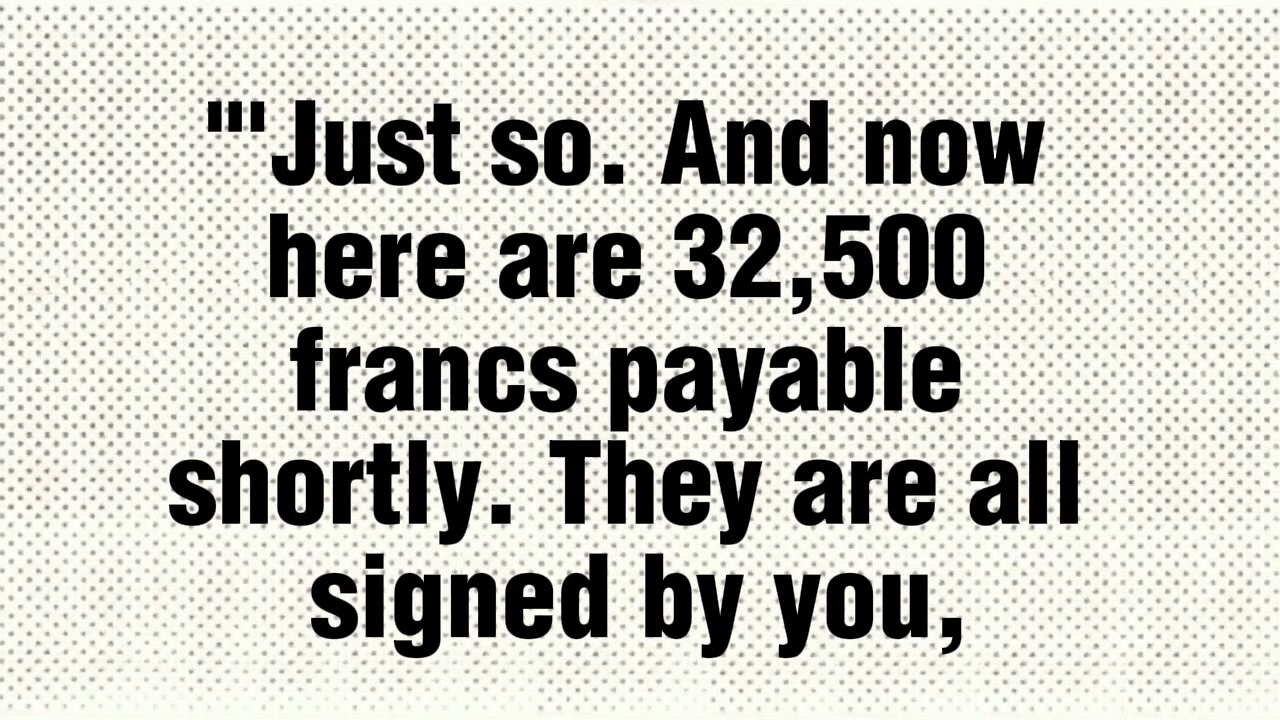 "'Just so. And now
here are 32,500
francs payable
shortly. They are all
signed by you,